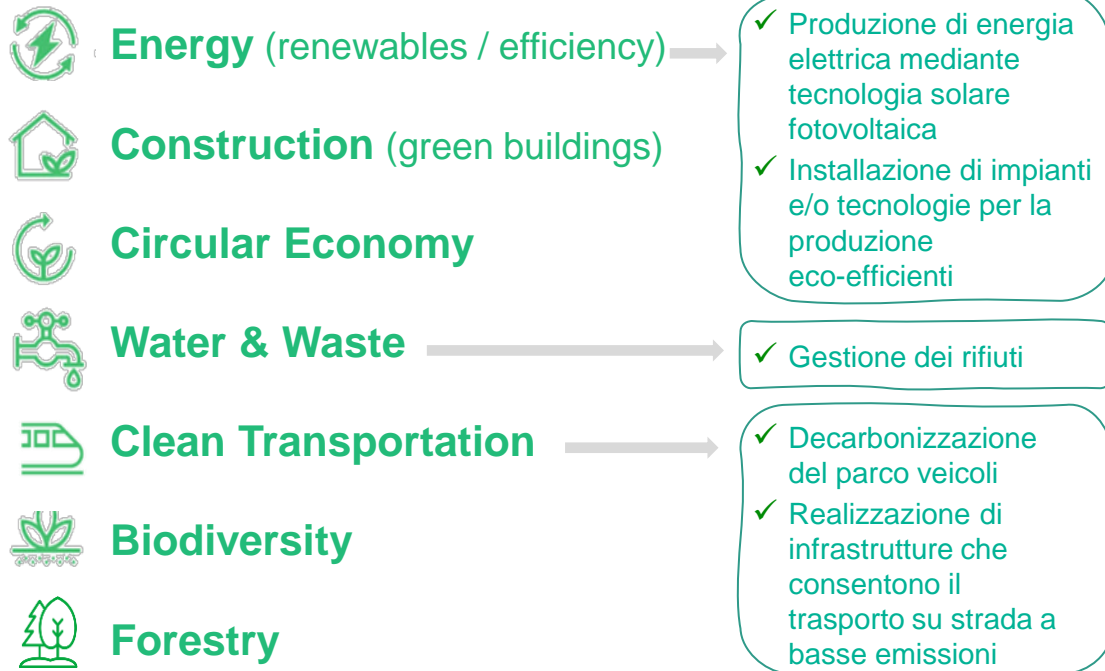 Energy (renewables / efficiency)
Produzione di energia
elettrica mediante
tecnologia solare
fotovoltaica
Installazione di impianti
e/o tecnologie per la
produzione
eco-efficienti
Construction (green buildings)
Circular Economy
Water & Waste
Gestione dei rifiuti
Clean Transportation
Decarbonizzazione
del parco veicoli
Realizzazione di
infrastrutture che
consentono il
trasporto su strada a
basse emissioni
Biodiversity
Forestry